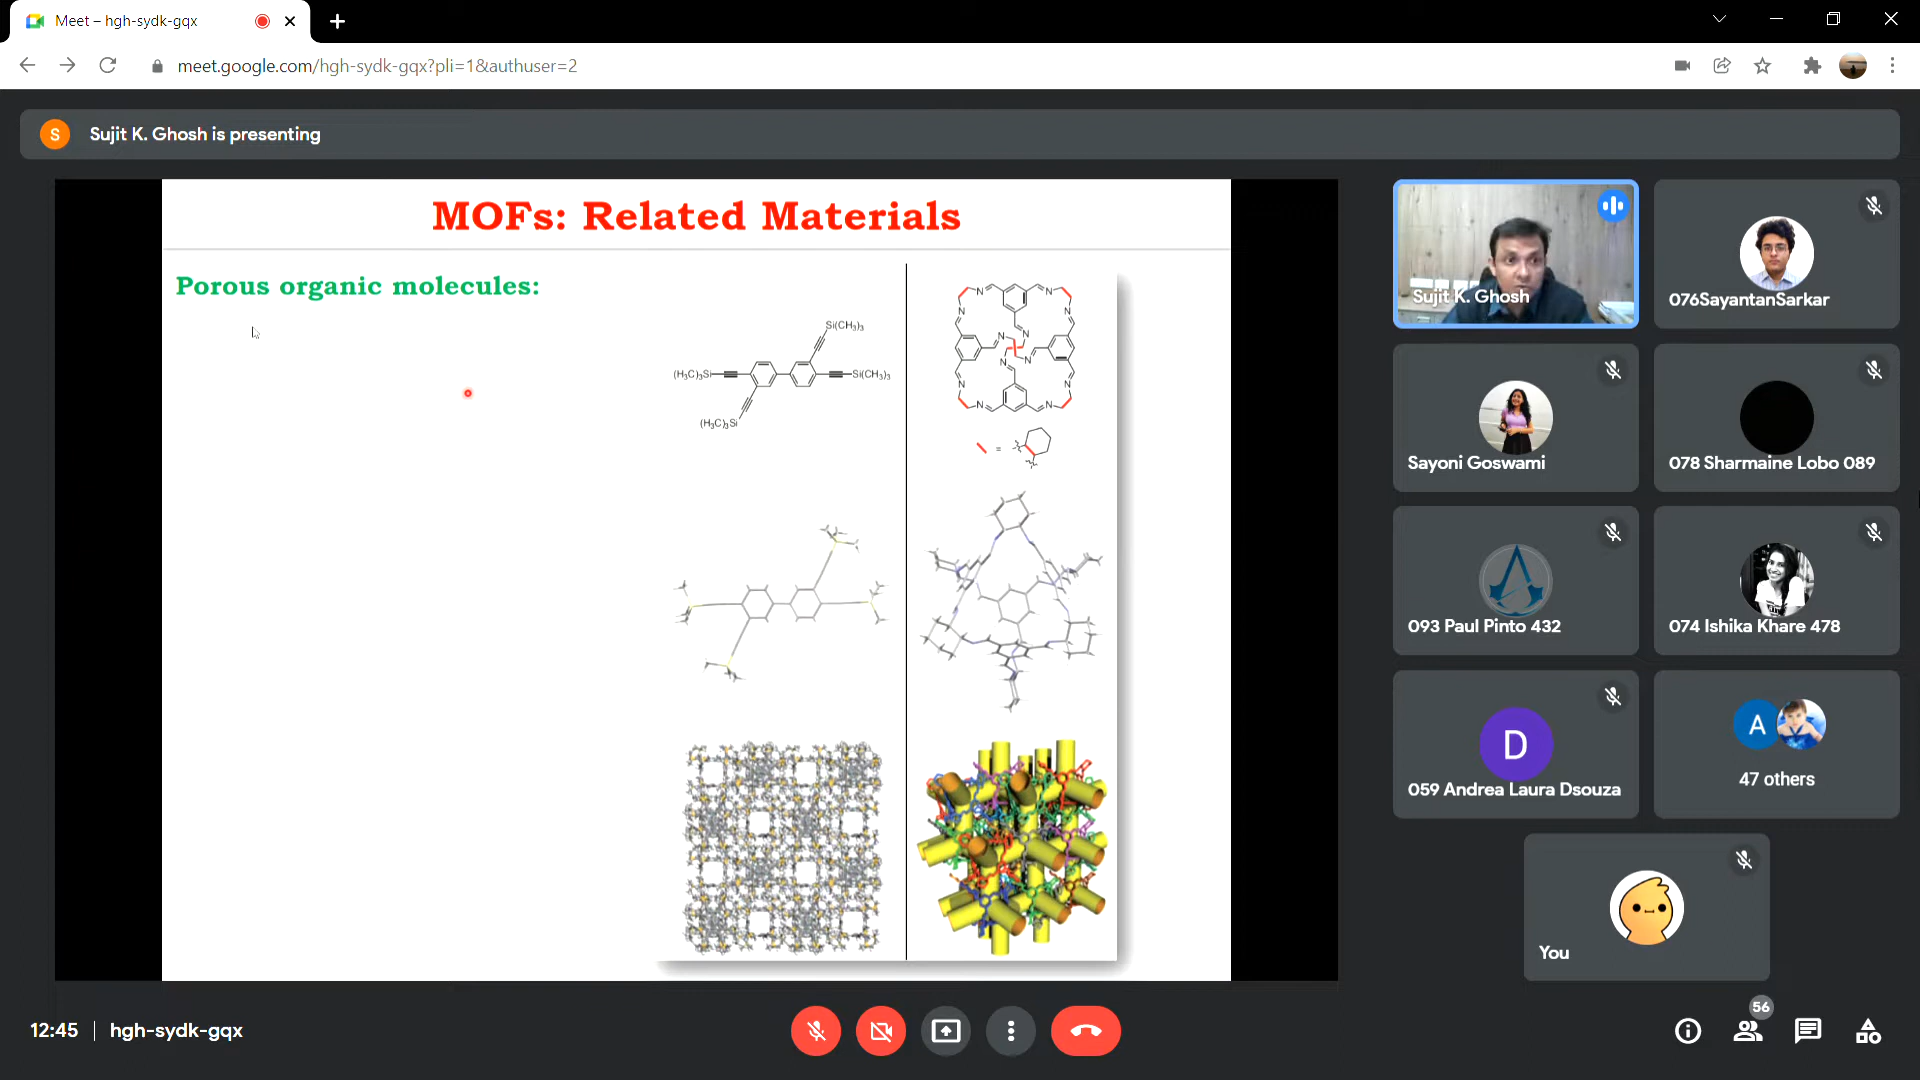 Meet – hgh-sydk-gqx
meet.google.com/hgh-sydk-gqx?pli=1&authuser=2
S
Sujit K. Ghosh is presenting
MOFs: Related Materials
Porous organic molecules:
Si(CH₃)₃
(H₃C)₃Si
Si(CH₃)₃
(H₃C)₃Si
N
N
N
N
N
N
N
N
N
N
N
N
=
Sujit K. Ghosh
076SayantanSarkar
Sayoni Goswami
078 Sharmaine Lobo 089
093 Paul Pinto 432
074 Ishika Khare 478
D
059 Andrea Laura Dsouza
A
47 others
You
12:45 | hgh-sydk-gqx
56